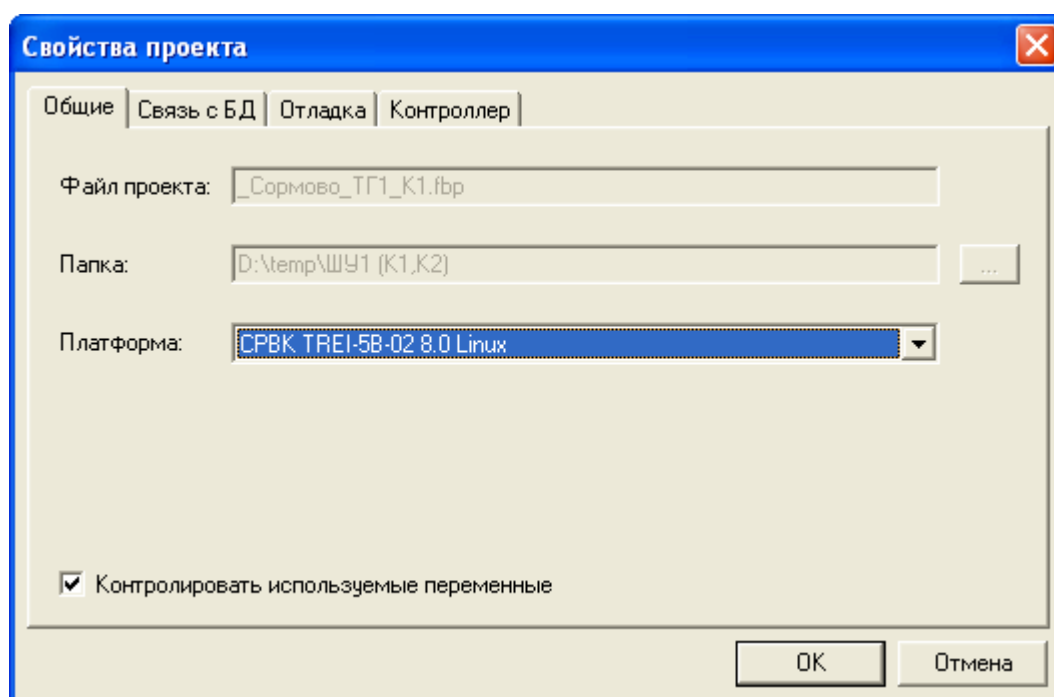 Свойства проекта
Общие Связь с БД Отладка Контроллер
Файл проекта: _Сормово_ТГ1_К1.fbp
Папка: D:\temp\ШУ1 (К1,К2) ...
Платформа: СРВК TREI-5B-02 8.0 Linux
Контролировать используемые переменные
OK Отмена